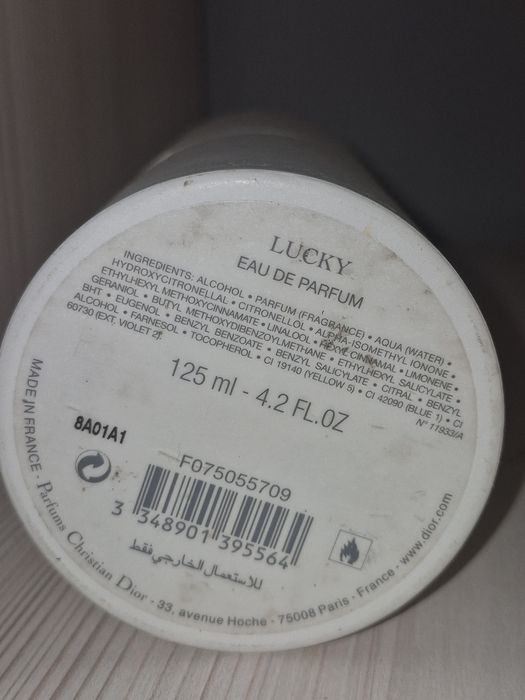 LUCKY
EAU DE PARFUM
INGREDIENTS: ALCOHOL • PARFUM (FRAGRANCE) • AQUA (WATER) •
HYDROXYCITRONELLAL • CITRONELLOL • ALPHA-ISOMETHYL IONONE •
ETHYLHEXYL METHOXYCINNAMATE • LINALOOL • HEXYL CINNAMAL • LIMONENE •
GERANIOL • BUTYL METHOXYDIBENZOYLMETHANE • ETHYLHEXYL SALICYLATE •
BHT • EUGENOL • BENZYL BENZOATE • BENZYL SALICYLATE • CITRAL • BENZYL
ALCOHOL • FARNESOL • TOCOPHEROL • CI 19140 (YELLOW 5) • CI 42090 (BLUE 1) • CI
60730 (EXT. VIOLET 2).
N° 11933/A
125 ml - 4.2 FL.OZ
8A01A1
F075055709
3 348901 395564
للاستعمال الخارجي فقط
MADE IN FRANCE - Parfums Christian Dior - 33, avenue Hoche - 75008 Paris - France - www.dior.com